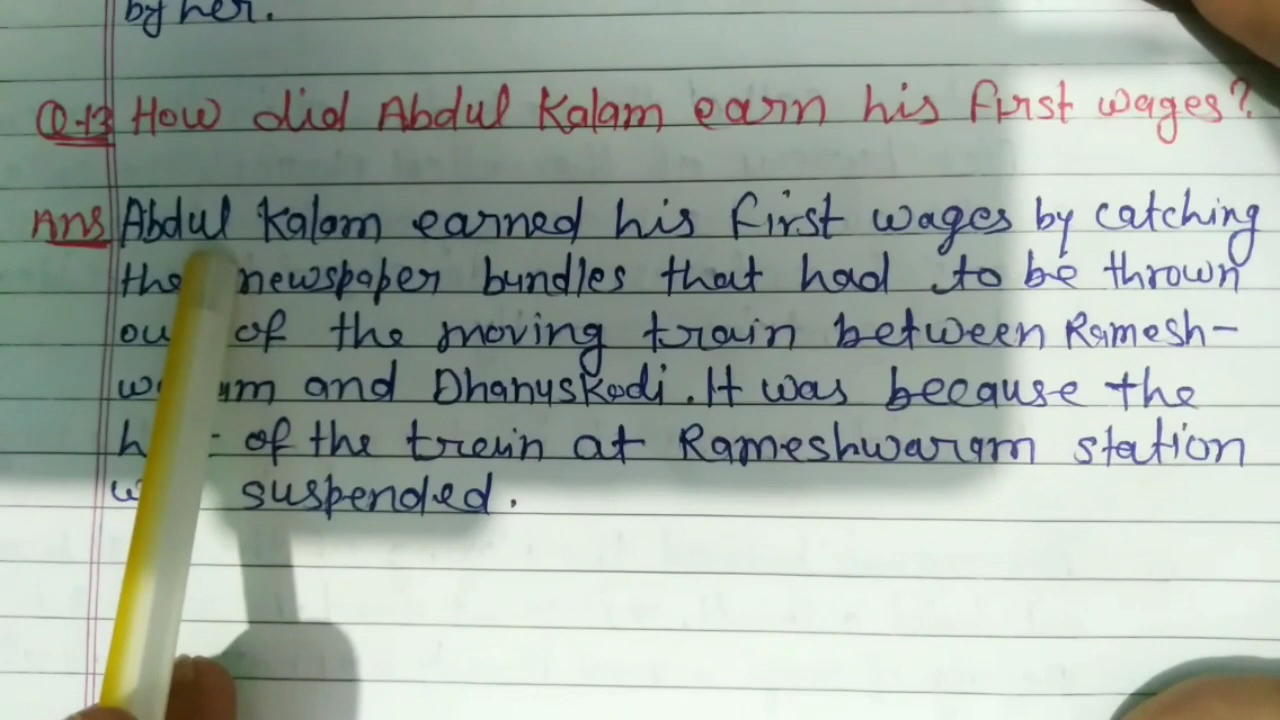 by her.
Q.13 How did Abdul Kalam earn his first wages?
Ans Abdul Kalam earned his first wages by catching
the newspaper bundles that had to be thrown
of the moving train between Ramesh-
and Dhanuskodi. It was because the
of the train at Rameshwaram station
suspended.